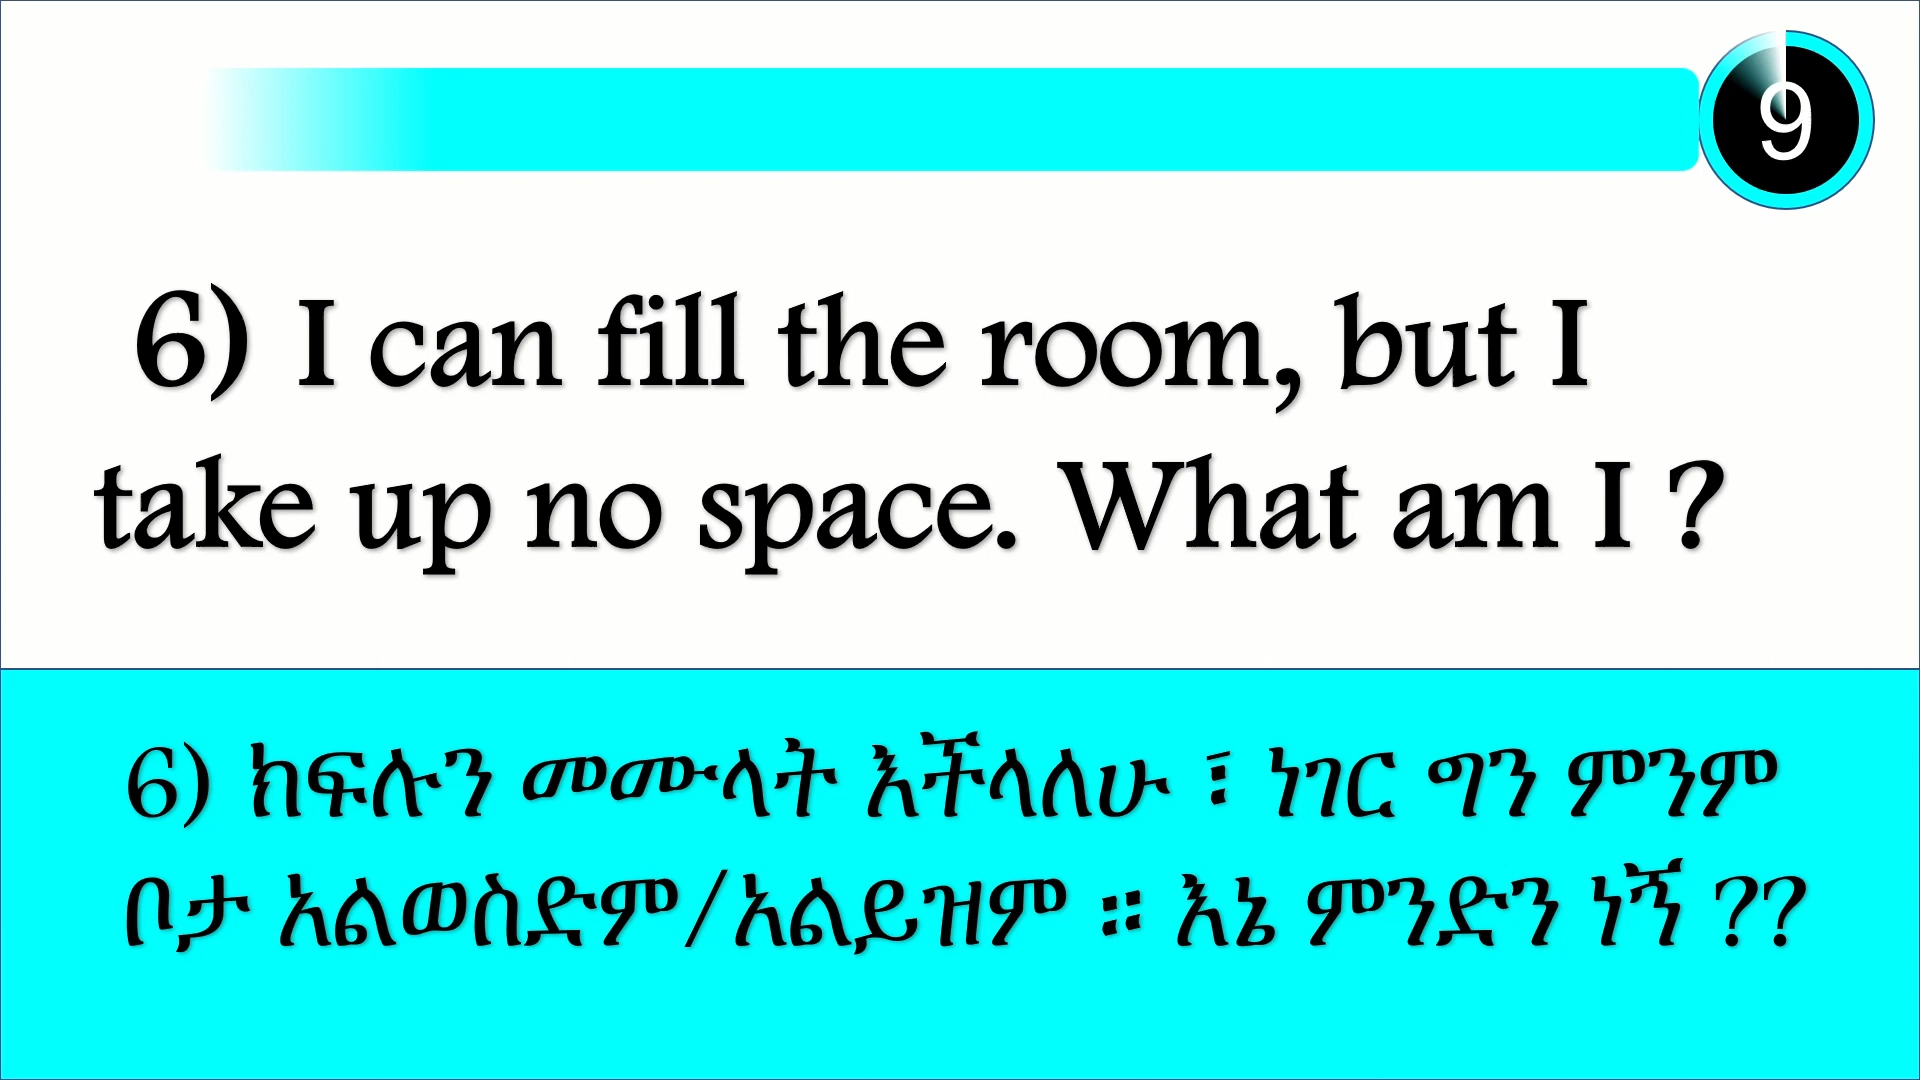 9
6) I can fill the room, but I
take up no space. What am I ?
6) ክፍሉን መሙላት እችላለሁ ፣ ነገር ግን ምንም
ቦታ አልወስድም/አልይዝም ። እኔ ምንድን ነኝ ??